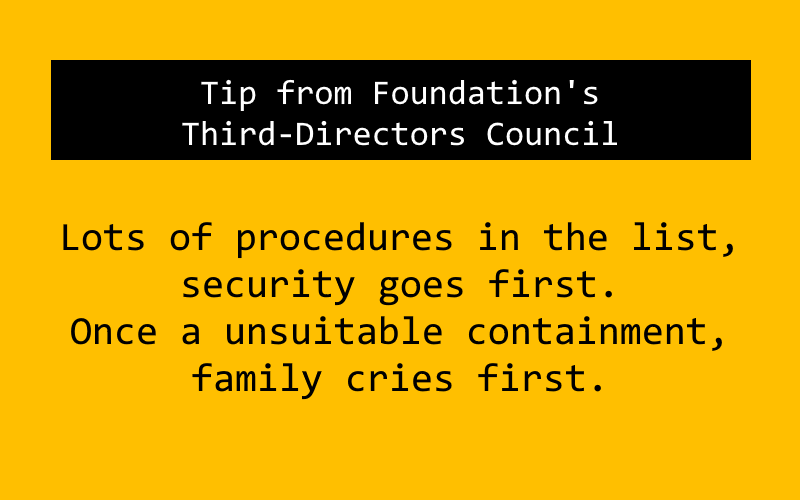 Tip from Foundation's
Third-Directors Council
Lots of procedures in the list,
security goes first.
Once a unsuitable containment,
family cries first.